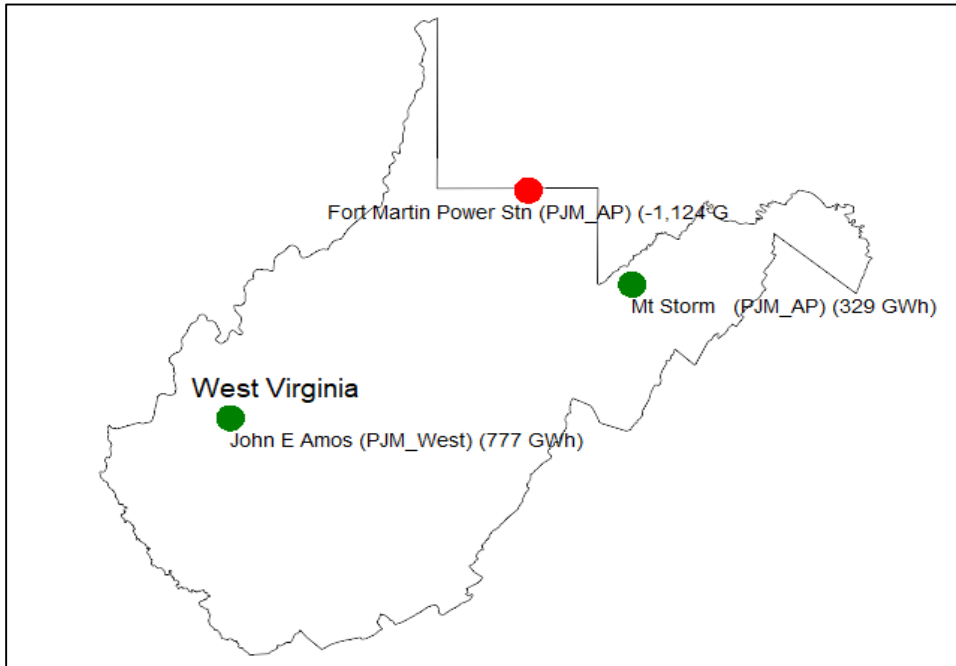 Fort Martin Power Stn (PJM_AP) (-1,124 G
Mt Storm   (PJM_AP) (329 GWh)
West Virginia
John E Amos (PJM_West) (777 GWh)